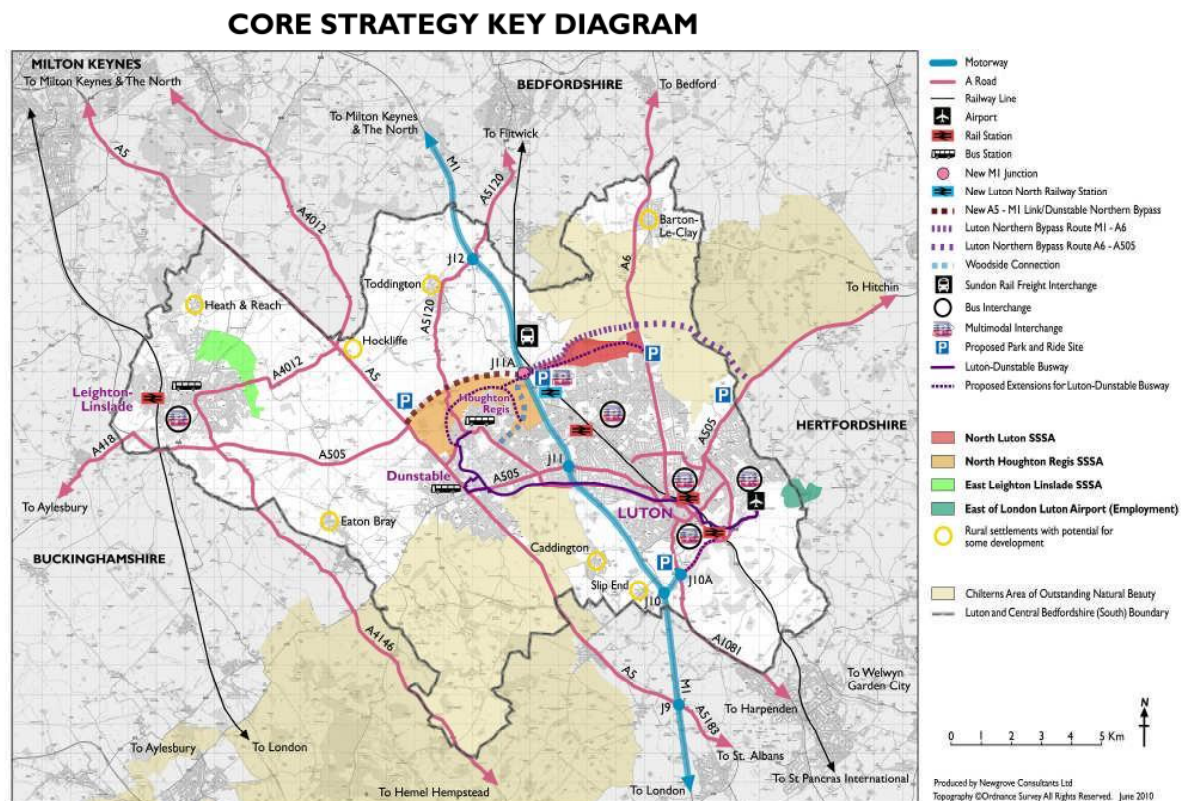 CORE STRATEGY KEY DIAGRAM
MILTON KEYNES
To Milton Keynes & The North
BEDFORDSHIRE
To Bedford
To Milton Keynes
& The North
To Flitwick
A5
M1
A5120
A4012
Barton-
Le-Clay
J12
A6
Toddington
To Hitchin
Heath & Reach
A5120
Hockliffe
J11A
A4012
A5
Leighton-
Linslade
Houghton
Regis
HERTFORDSHIRE
A505
A418
A505
J11
Dunstable
A505
To Aylesbury
LUTON
Eaton Bray
BUCKINGHAMSHIRE
Caddington
J10A
Slip End
J10
A4146
A1081
A5
M1
To Welwyn
Garden City
J9
A5183
To Harpenden
To Aylesbury
To London
To St. Albans
To St Pancras International
To Hemel Hempstead
To London
Motorway
A Road
Railway Line
Airport
Rail Station
Bus Station
New M1 Junction
New Luton North Railway Station
New A5 - M1 Link/Dunstable Northern Bypass
Luton Northern Bypass Route M1 - A6
Luton Northern Bypass Route A6 - A505
Woodside Connection
Sundon Rail Freight Interchange
Bus Interchange
Multimodal Interchange
P Proposed Park and Ride Site
Luton-Dunstable Busway
Proposed Extensions for Luton-Dunstable Busway
North Luton SSSA
North Houghton Regis SSSA
East Leighton Linslade SSSA
East of London Luton Airport (Employment)
Rural settlements with potential for
some development
Chilterns Area of Outstanding Natural Beauty
Luton and Central Bedfordshire (South) Boundary
N
0 1 2 3 4 5 Km
Produced by Newgrove Consultants Ltd
Topography ©Ordnance Survey All Rights Reserved. June 2010